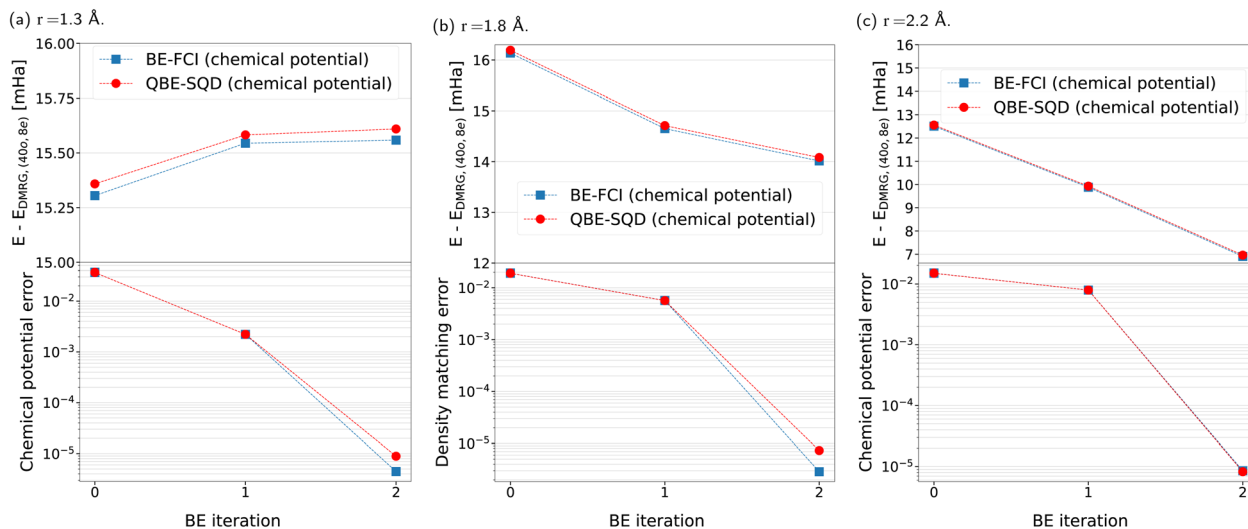 (a) r=1.3 Å.
16.00
15.75
15.50
15.25
15.00
E - E_DMRG, (40o, 8e) [mHa]
BE-FCI (chemical potential)
QBE-SQD (chemical potential)
10⁻²
10⁻³
10⁻⁴
10⁻⁵
Chemical potential error
0 1 2
BE iteration
(b) r=1.8 Å.
16
15
14
13
12
E - E_DMRG, (40o, 8e) [mHa]
BE-FCI (chemical potential)
QBE-SQD (chemical potential)
10⁻²
10⁻³
10⁻⁴
10⁻⁵
Density matching error
0 1 2
BE iteration
(c) r=2.2 Å.
16
15
14
13
12
11
10
9
8
7
E - E_DMRG, (40o, 8e) [mHa]
BE-FCI (chemical potential)
QBE-SQD (chemical potential)
10⁻²
10⁻³
10⁻⁴
10⁻⁵
Chemical potential error
0 1 2
BE iteration